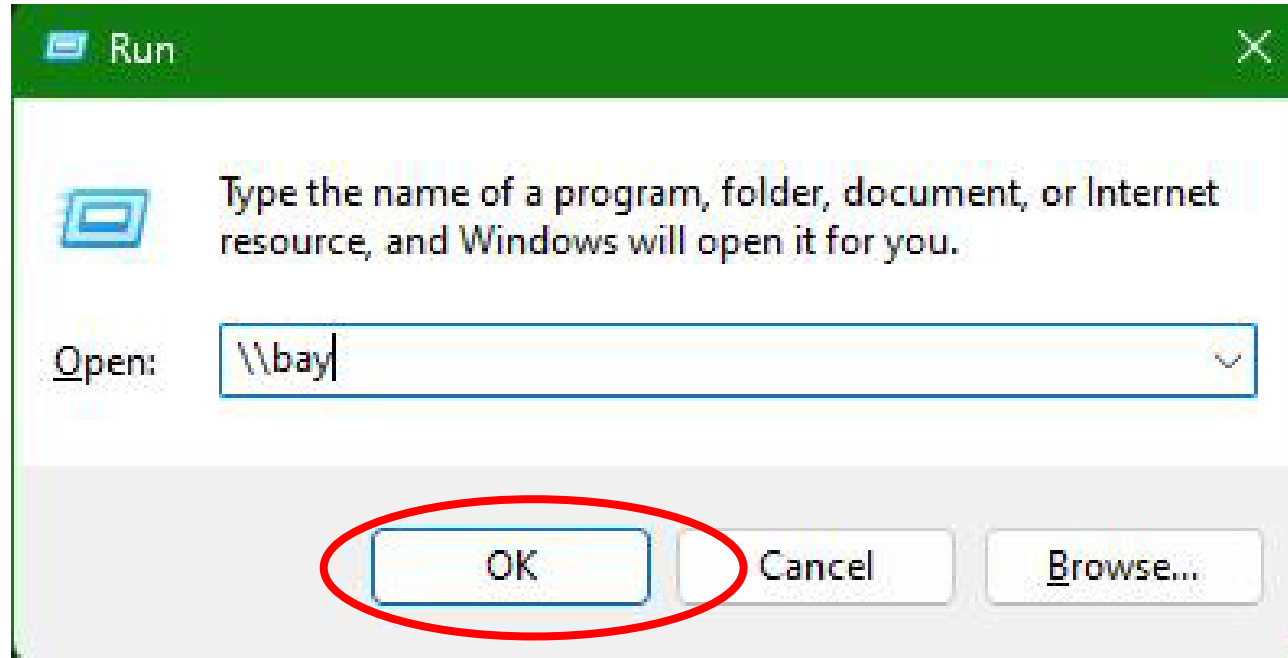 Run
Type the name of a program, folder, document, or Internet
resource, and Windows will open it for you.
Open: \\bay
OK Cancel Browse...